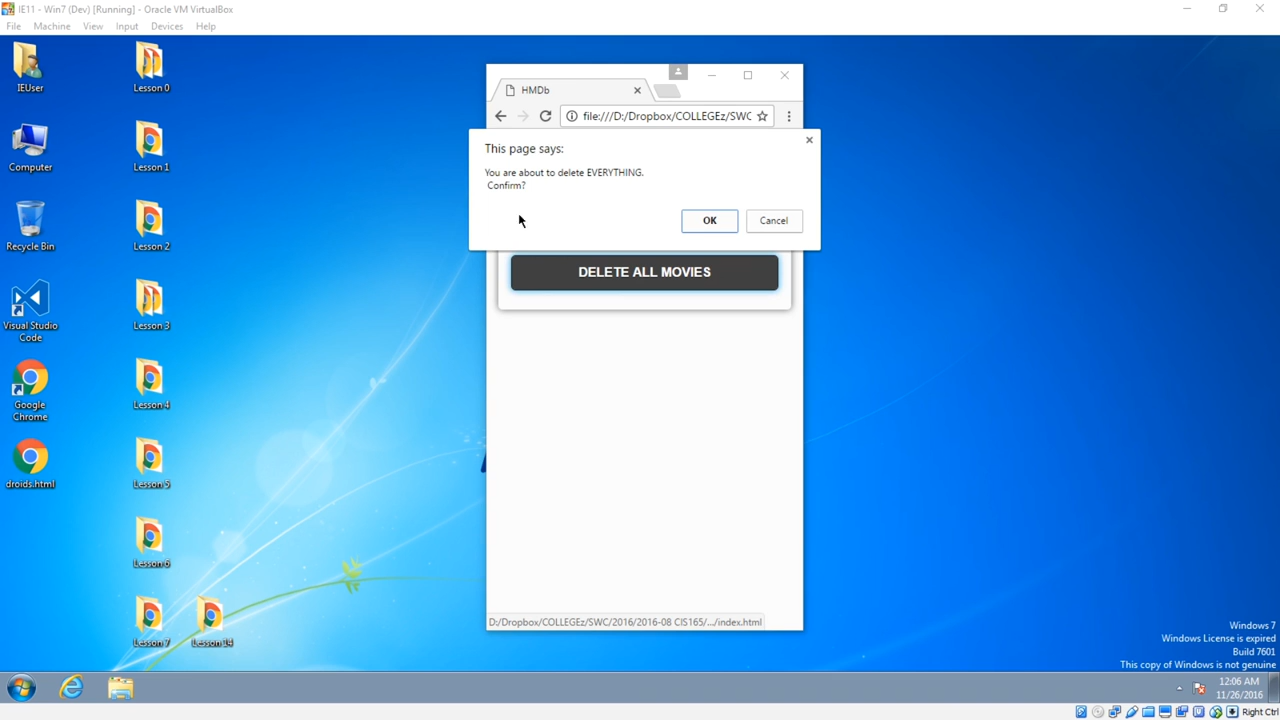 IE11 - Win7 (Dev) [Running] - Oracle VM VirtualBox
File Machine View Input Devices Help
IEUser
Lesson 0
Computer
Lesson 1
Recycle Bin
Lesson 2
Visual Studio
Code
Lesson 3
Google
Chrome
Lesson 4
droids.html
Lesson 5
Lesson 6
Lesson 7
Lesson 14
HMDb
file:///D:/Dropbox/COLLEGEz/SWC
This page says:
You are about to delete EVERYTHING.
Confirm?
OK
Cancel
DELETE ALL MOVIES
D:/Dropbox/COLLEGEz/SWC/2016/2016-08 CIS165/.../index.html
Windows 7
Windows License is expired
Build 7601
This copy of Windows is not genuine
12:06 AM
11/26/2016
Right Ctrl